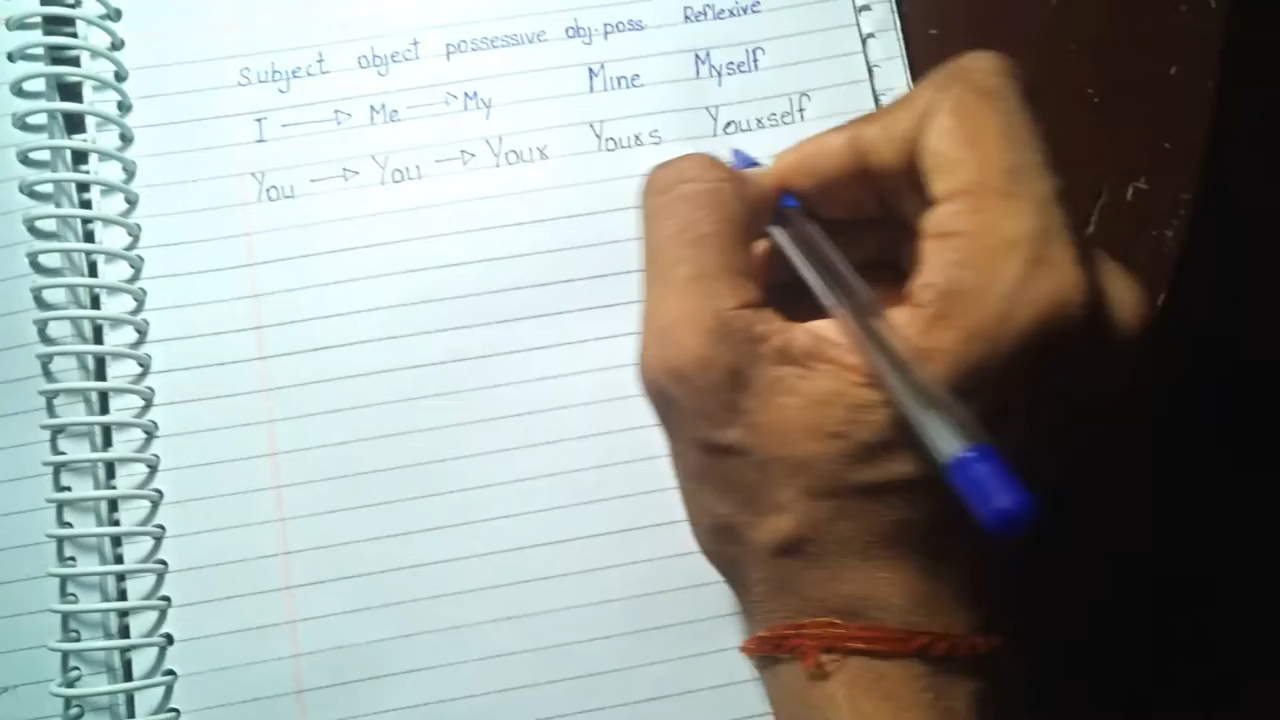 Subject object possessive obj.poss. Reflexive
I → Me → My Mine Myself
You → You → Your Yours Yourself